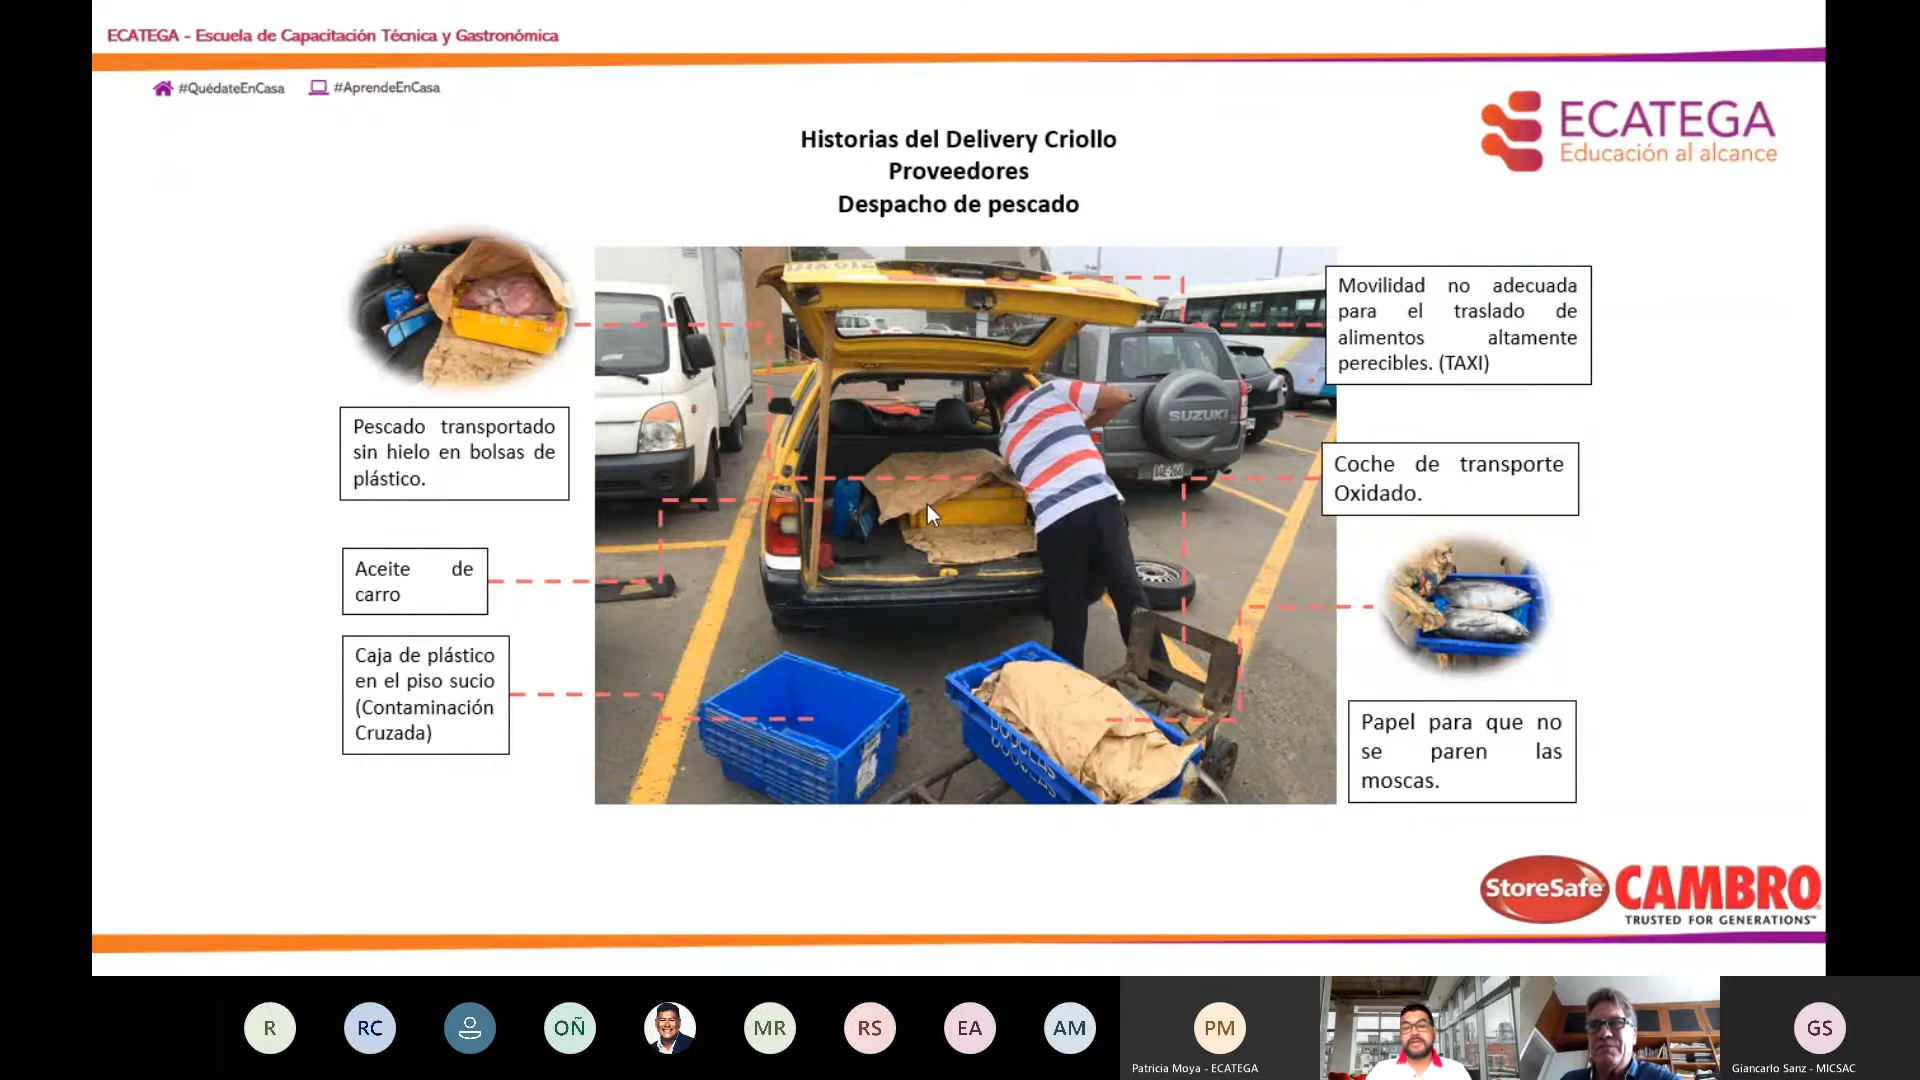 ECATEGA - Escuela de Capacitación Técnica y Gastronómica
#QuédateEnCasa
#AprendeEnCasa
ECATEGA
Educación al alcance
Historias del Delivery Criollo
Proveedores
Despacho de pescado
Pescado transportado
sin hielo en bolsas de
plástico.
Aceite de
carro
Caja de plástico
en el piso sucio
(Contaminación
Cruzada)
SUZUKI
DOUGLAS
DOUGLAS
Movilidad no adecuada
para el traslado de
alimentos altamente
perecibles. (TAXI)
Coche de transporte
Oxidado.
Papel para que no
se paren las
moscas.
StoreSafe
CAMBRO
TRUSTED FOR GENERATIONS™
R
RC
OÑ
MR
RS
EA
AM
PM
Patricia Moya - ECATEGA
GS
Giancarlo Sanz - MICSAC